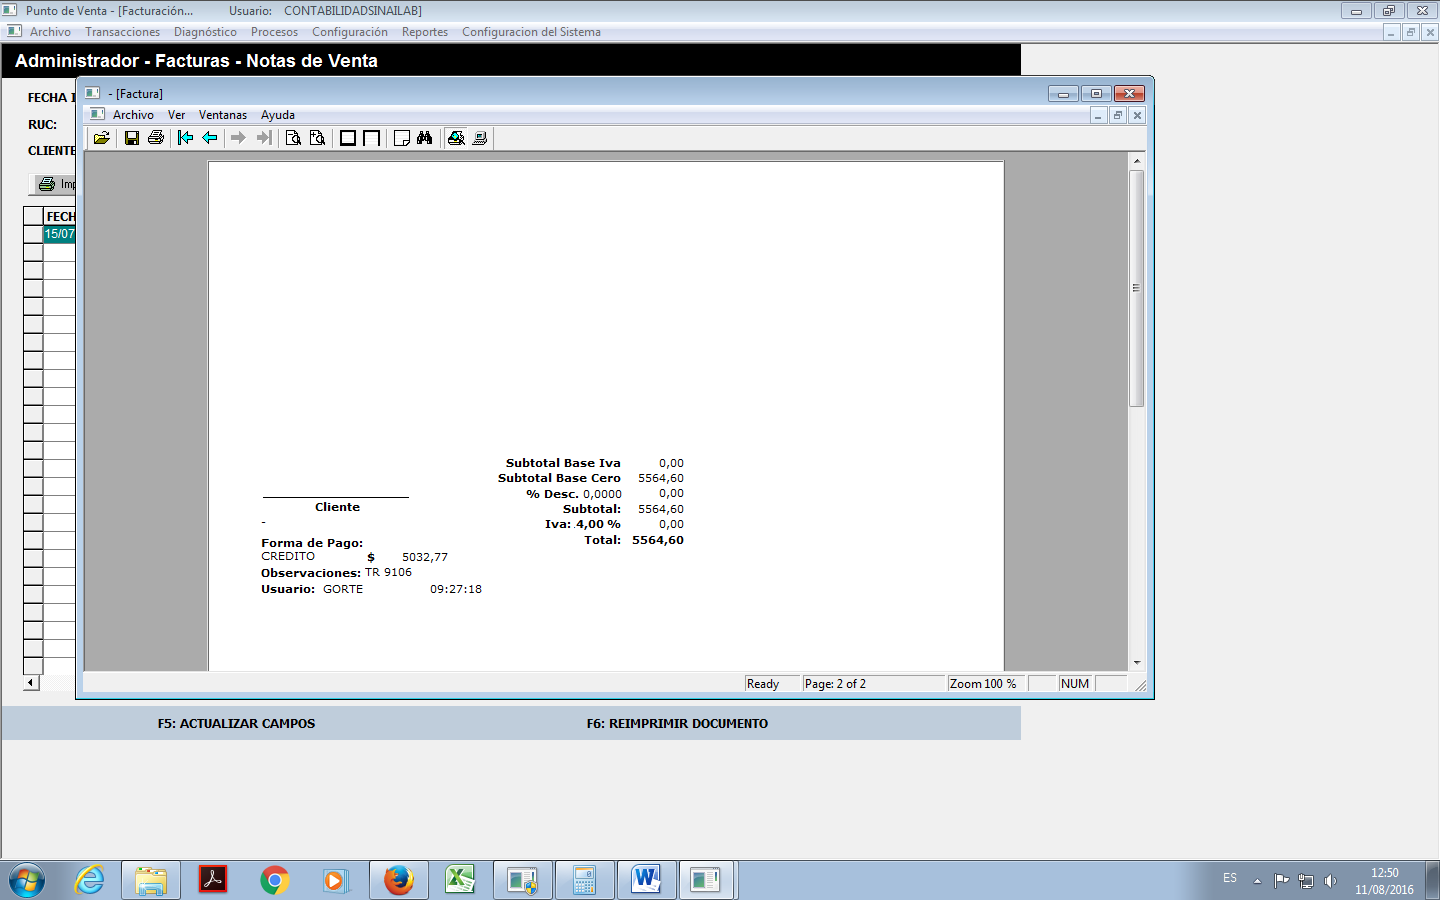 Punto de Venta - [Facturación... Usuario: CONTABILIDADSINAILAB]
Archivo Transacciones Diagnóstico Procesos Configuración Reportes Configuracion del Sistema
Administrador - Facturas - Notas de Venta
FECHA I
RUC:
CLIENTE
Imp
FECH
15/07
- [Factura]
Archivo Ver Ventanas Ayuda
Subtotal Base Iva 0,00
Subtotal Base Cero 5564,60
% Desc. 0,0000 0,00
Subtotal: 5564,60
Iva: .4,00 % 0,00
Total: 5564,60
Cliente
-
Forma de Pago:
CREDITO $ 5032,77
Observaciones: TR 9106
Usuario: GORTE 09:27:18
Ready Page: 2 of 2 Zoom 100 % NUM
F5: ACTUALIZAR CAMPOS F6: REIMPRIMIR DOCUMENTO
ES 12:50
11/08/2016